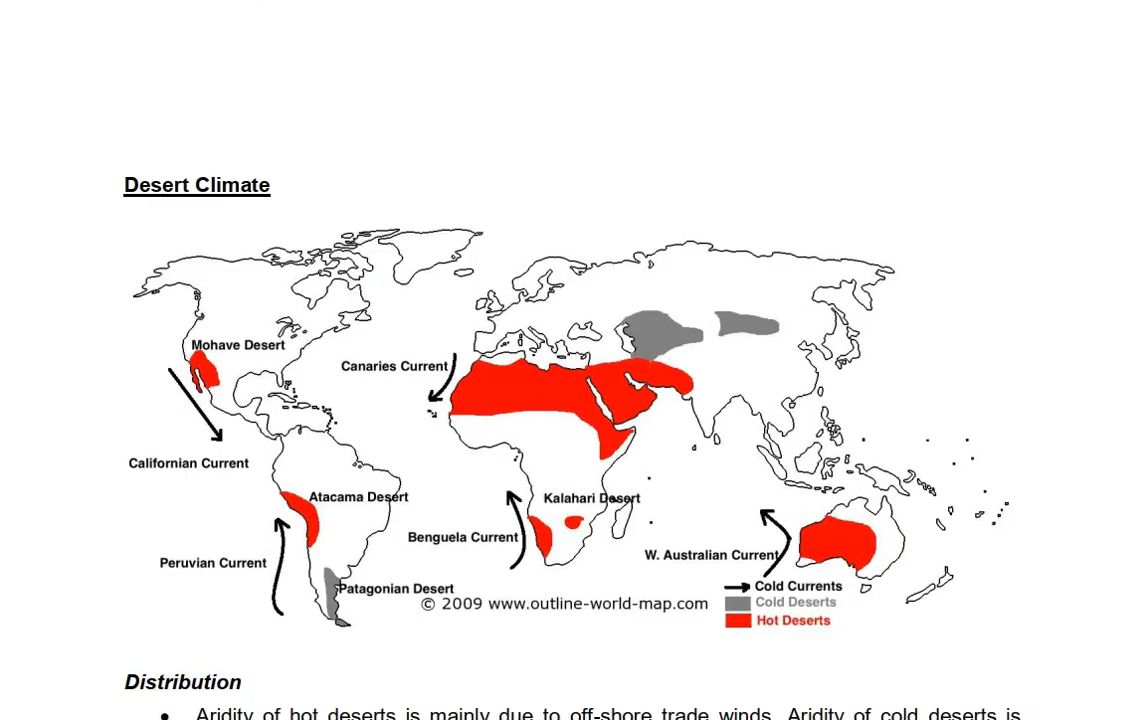 Desert Climate
Mohave Desert
Canaries Current
Californian Current
Atacama Desert
Kalahari Desert
Benguela Current
W. Australian Current
Peruvian Current
Patagonian Desert
Cold Currents
© 2009 www.outline-world-map.com
Cold Deserts
Hot Deserts
Distribution
• Aridity of hot deserts is mainly due to off-shore trade winds. Aridity of cold deserts is